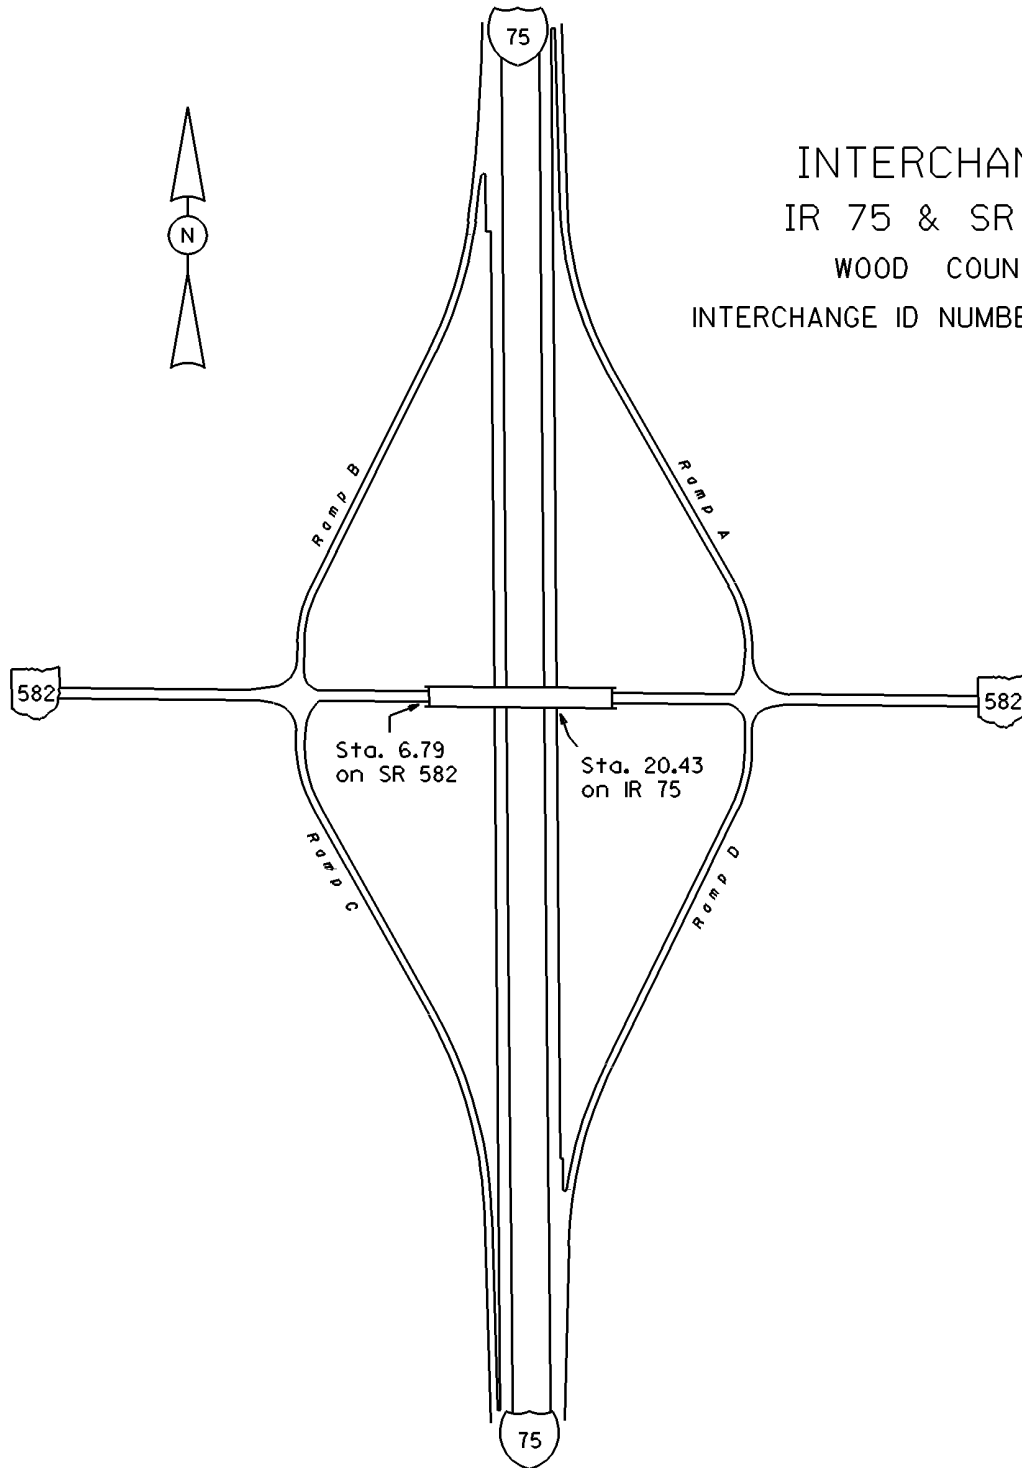 75
N
INTERCHAN
IR 75 & SR
WOOD COUN
INTERCHANGE ID NUMBE
Ramp B
Ramp A
582
582
Sta. 6.79
on SR 582
Sta. 20.43
on IR 75
Ramp C
Ramp D
75